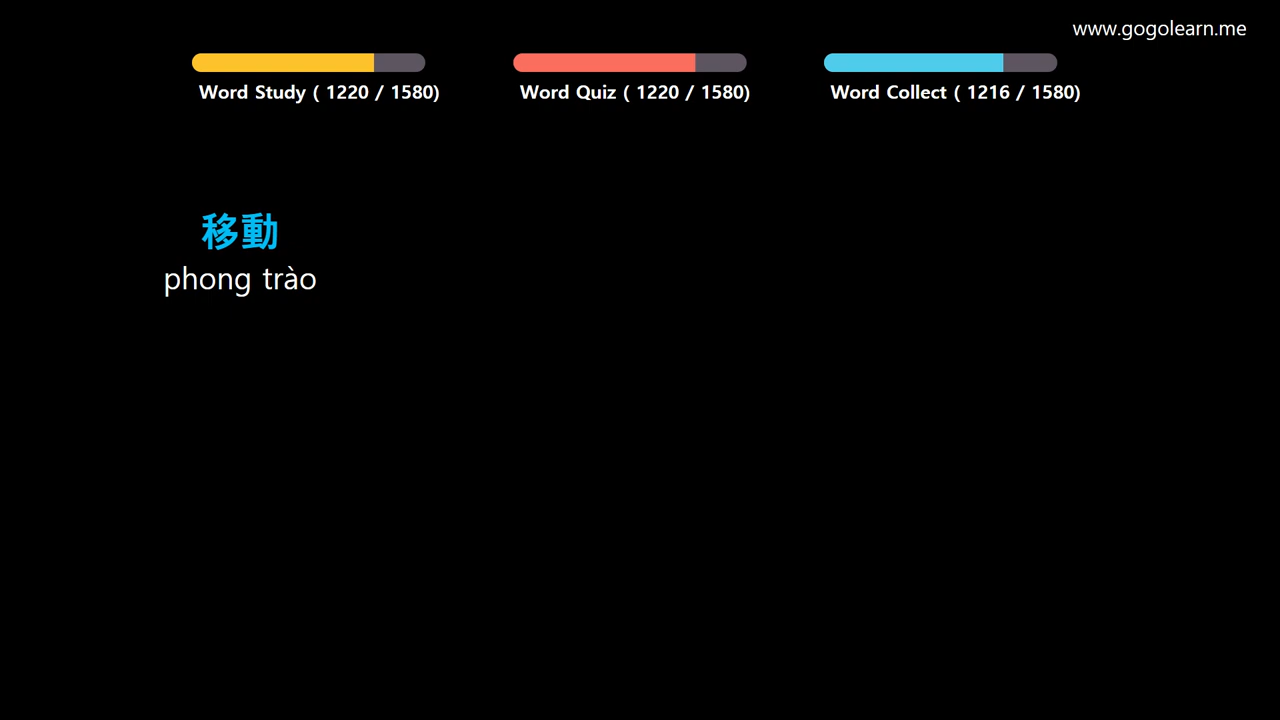 www.gogolearn.me
Word Study ( 1220 / 1580)
Word Quiz ( 1220 / 1580)
Word Collect ( 1216 / 1580)
移動
phong trào